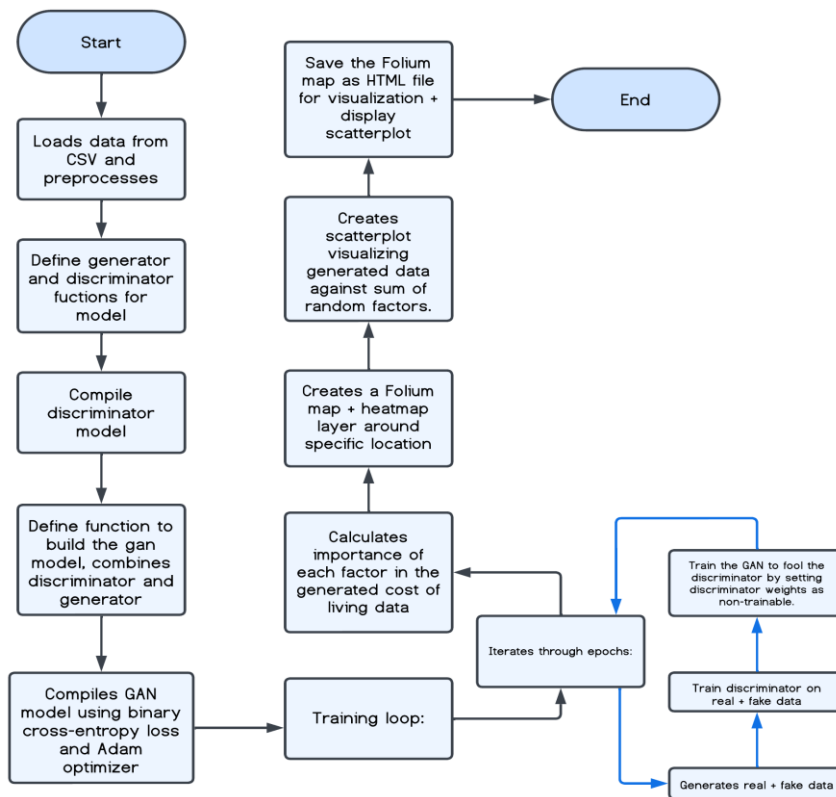 Start
Loads data from
CSV and
preprocesses
Define generator
and discriminator
fuctions for
model
Compile
discriminator
model
Define function to
build the gan
model, combines
discriminator and
generator
Compiles GAN
model using binary
cross-entropy loss
and Adam
optimizer
Training loop:
Iterates through epochs:
Generates real + fake data
Train discriminator on
real + fake data
Train the GAN to fool the
discriminator by setting
discriminator weights as
non-trainable.
Calculates
importance of
each factor in the
generated cost of
living data
Creates a Folium
map + heatmap
layer around
specific location
Creates
scatterplot
visualizing
generated data
against sum of
random factors.
Save the Folium
map as HTML file
for visualization +
display
scatterplot
End